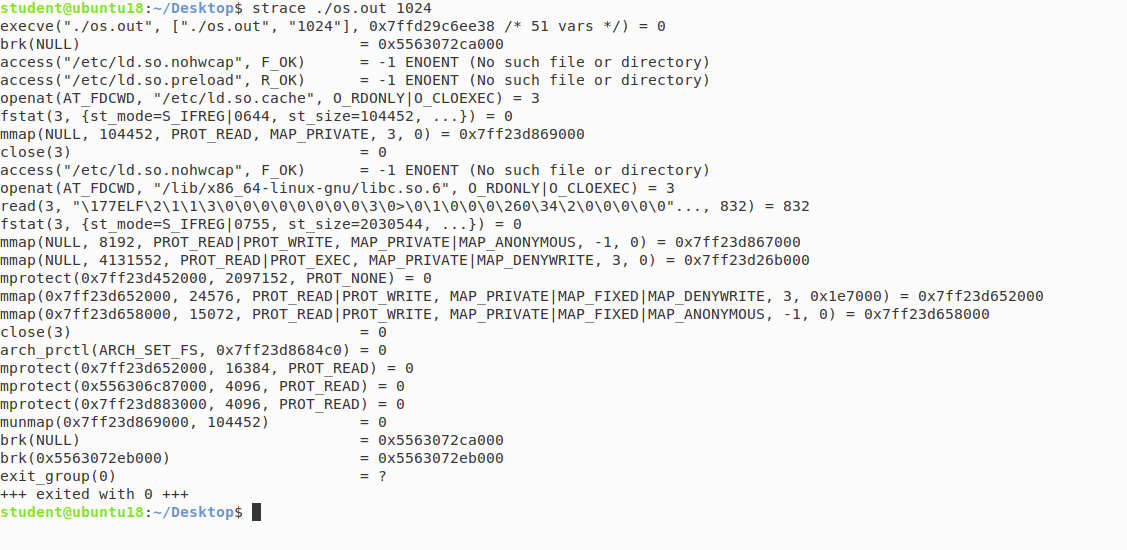 student@ubuntu18:~/Desktop$ strace ./os.out 1024
execve("./os.out", ["./os.out", "1024"], 0x7ffd29c6ee38 /* 51 vars */) = 0
brk(NULL)                               = 0x5563072ca000
access("/etc/ld.so.nohwcap", F_OK)      = -1 ENOENT (No such file or directory)
access("/etc/ld.so.preload", R_OK)      = -1 ENOENT (No such file or directory)
openat(AT_FDCWD, "/etc/ld.so.cache", O_RDONLY|O_CLOEXEC) = 3
fstat(3, {st_mode=S_IFREG|0644, st_size=104452, ...}) = 0
mmap(NULL, 104452, PROT_READ, MAP_PRIVATE, 3, 0) = 0x7ff23d869000
close(3)                                = 0
access("/etc/ld.so.nohwcap", F_OK)      = -1 ENOENT (No such file or directory)
openat(AT_FDCWD, "/lib/x86_64-linux-gnu/libc.so.6", O_RDONLY|O_CLOEXEC) = 3
read(3, "\177ELF\2\1\1\3\0\0\0\0\0\0\0\0\3\0>\0\1\0\0\0\260\34\2\0\0\0\0\0"..., 832) = 832
fstat(3, {st_mode=S_IFREG|0755, st_size=2030544, ...}) = 0
mmap(NULL, 8192, PROT_READ|PROT_WRITE, MAP_PRIVATE|MAP_ANONYMOUS, -1, 0) = 0x7ff23d867000
mmap(NULL, 4131552, PROT_READ|PROT_EXEC, MAP_PRIVATE|MAP_DENYWRITE, 3, 0) = 0x7ff23d26b000
mprotect(0x7ff23d452000, 2097152, PROT_NONE) = 0
mmap(0x7ff23d652000, 24576, PROT_READ|PROT_WRITE, MAP_PRIVATE|MAP_FIXED|MAP_DENYWRITE, 3, 0x1e7000) = 0x7ff23d652000
mmap(0x7ff23d658000, 15072, PROT_READ|PROT_WRITE, MAP_PRIVATE|MAP_FIXED|MAP_ANONYMOUS, -1, 0) = 0x7ff23d658000
close(3)                                = 0
arch_prctl(ARCH_SET_FS, 0x7ff23d8684c0) = 0
mprotect(0x7ff23d652000, 16384, PROT_READ) = 0
mprotect(0x556306c87000, 4096, PROT_READ) = 0
mprotect(0x7ff23d883000, 4096, PROT_READ) = 0
munmap(0x7ff23d869000, 104452)          = 0
brk(NULL)                               = 0x5563072ca000
brk(0x5563072eb000)                     = 0x5563072eb000
exit_group(0)                           = ?
+++ exited with 0 +++
student@ubuntu18:~/Desktop$